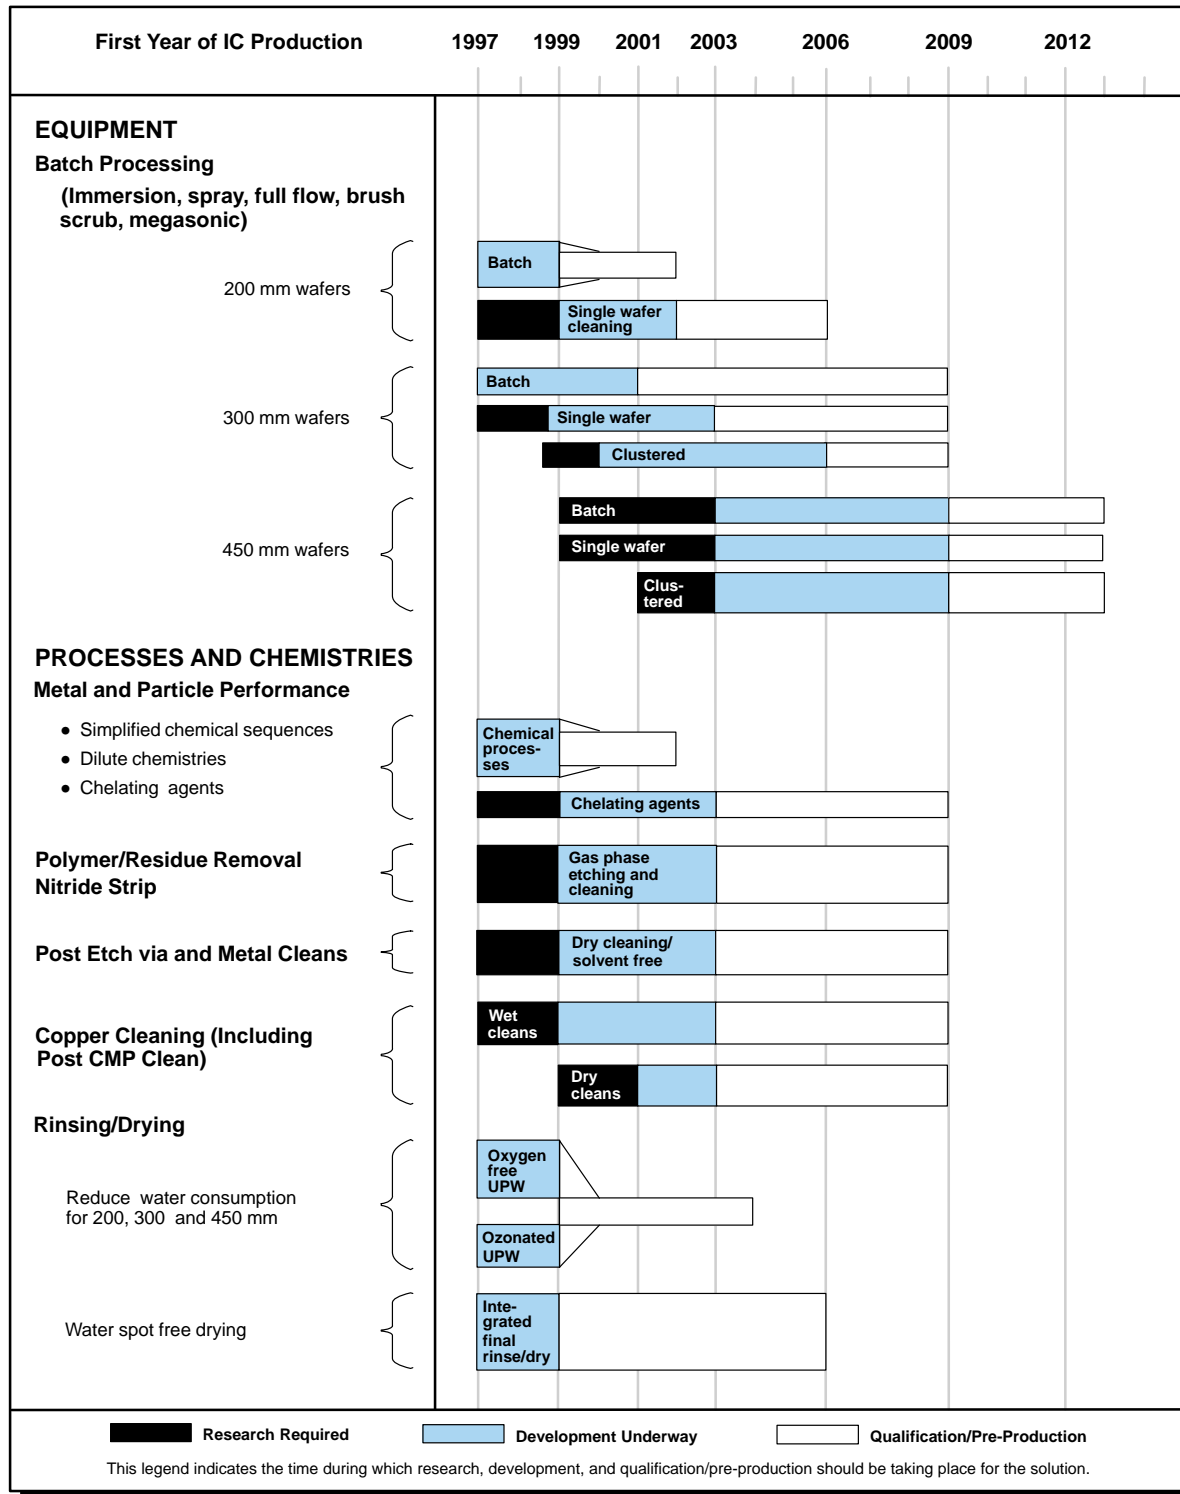 First Year of IC Production 1997 1999 2001 2003 2006 2009 2012
EQUIPMENT
Batch Processing
(Immersion, spray, full flow, brush
scrub, megasonic)
200 mm wafers
Batch
Single wafer
cleaning
300 mm wafers
Batch
Single wafer
Clustered
450 mm wafers
Batch
Single wafer
Clus-
tered
PROCESSES AND CHEMISTRIES
Metal and Particle Performance
● Simplified chemical sequences
● Dilute chemistries
● Chelating agents
Chemical
proces-
ses
Chelating agents
Polymer/Residue Removal
Nitride Strip
Gas phase
etching and
cleaning
Post Etch via and Metal Cleans
Dry cleaning/
solvent free
Copper Cleaning (Including
Post CMP Clean)
Wet
cleans
Dry
cleans
Rinsing/Drying
Reduce water consumption
for 200, 300 and 450 mm
Oxygen
free
UPW
Ozonated
UPW
Water spot free drying
Inte-
grated
final
rinse/dry
Research Required Development Underway Qualification/Pre-Production
This legend indicates the time during which research, development, and qualification/pre-production should be taking place for the solution.